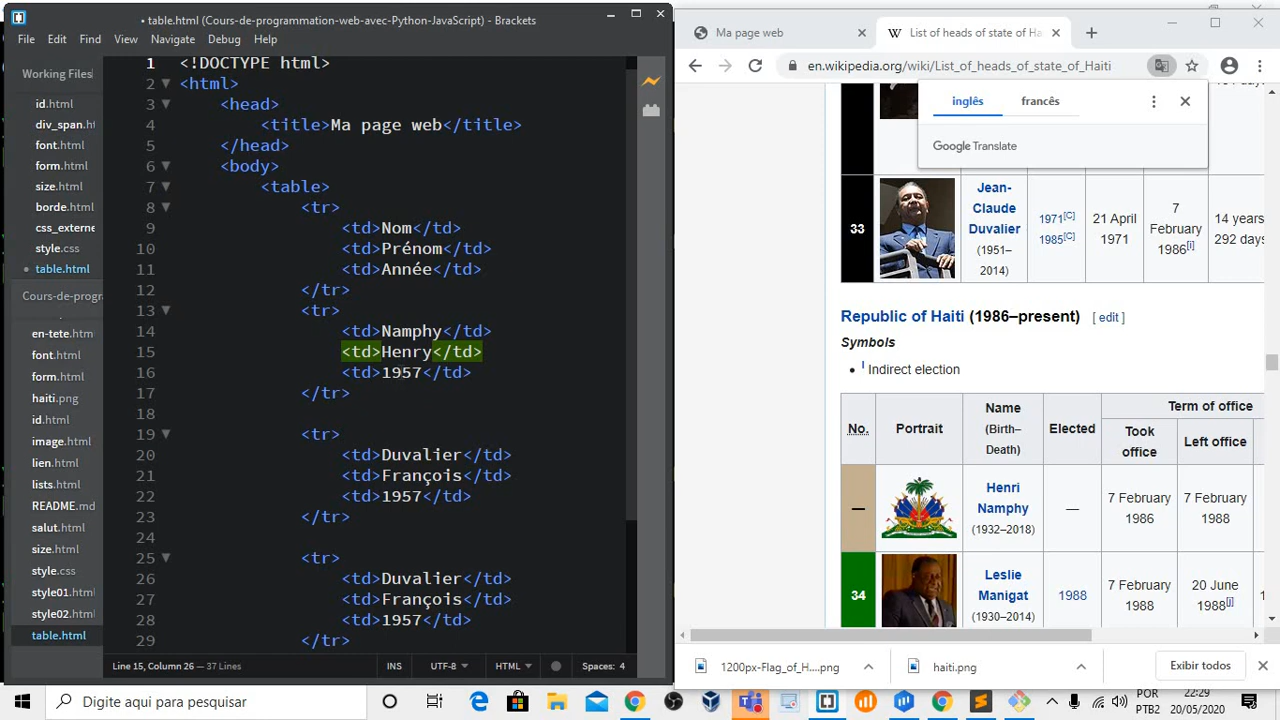 • table.html (Cours-de-programmation-web-avec-Python-JavaScript) - Brackets
File Edit Find View Navigate Debug Help
Working Files
id.html
div_span.ht
font.html
form.html
size.html
borde.html
css_externe
style.css
• table.html
Cours-de-progra
en-tete.htm
font.html
form.html
haiti.png
id.html
image.html
lien.html
lists.html
README.md
salut.html
size.html
style.css
style01.html
style02.html
table.html
1 <!DOCTYPE html>
2 <html>
3 <head>
4 <title>Ma page web</title>
5 </head>
6 <body>
7 <table>
8 <tr>
9 <td>Nom</td>
10 <td>Prénom</td>
11 <td>Année</td>
12 </tr>
13 <tr>
14 <td>Namphy</td>
15 <td>Henry</td>
16 <td>1957</td>
17 </tr>
18
19 <tr>
20 <td>Duvalier</td>
21 <td>François</td>
22 <td>1957</td>
23 </tr>
24
25 <tr>
26 <td>Duvalier</td>
27 <td>François</td>
28 <td>1957</td>
29 </tr>
Line 15, Column 26 — 37 Lines
INS UTF-8 HTML Spaces: 4
Ma page web
List of heads of state of Ha
en.wikipedia.org/wiki/List_of_heads_of_state_of_Haiti
inglês francês
Google Translate
33
Jean-
Claude
Duvalier
(1951–
2014)
1971[C]
1985[C]
21 April
1971
7
February
1986[i]
14 years
292 days
Republic of Haiti (1986–present) [ edit ]
Symbols
• I Indirect election
No.
Portrait
Name
(Birth–
Death)
Elected
Term of office
Took
office
Left office
—
Henri
Namphy
(1932–2018)
—
7 February
1986
7 February
1988
34
Leslie
Manigat
(1930–2014)
1988
7 February
1988
20 June
1988[j]
1200px-Flag_of_H....png
haiti.png
Exibir todos
Digite aqui para pesquisar
POR
PTB2
22:29
20/05/2020